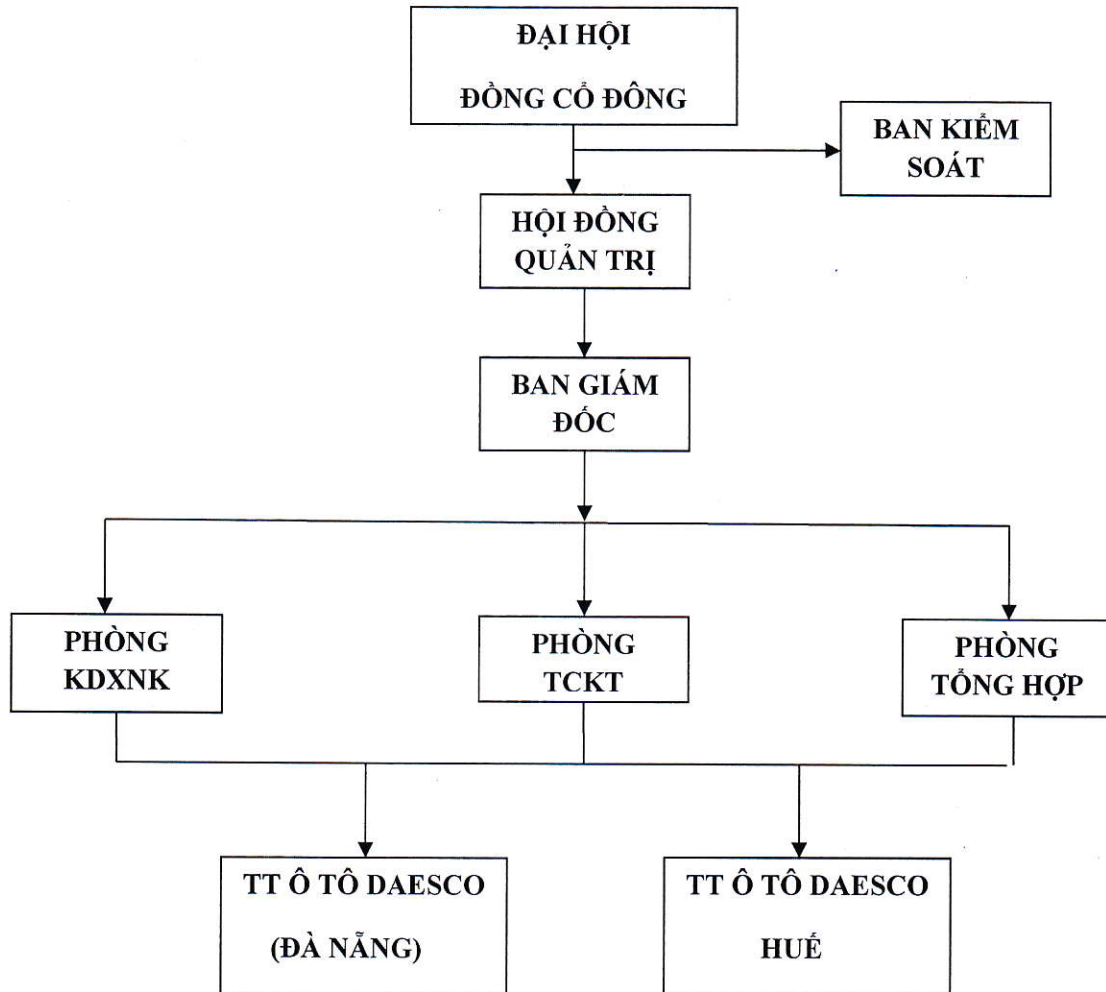 ĐẠI HỘI
ĐỒNG CỔ ĐÔNG
BAN KIỂM
SOÁT
HỘI ĐỒNG
QUẢN TRỊ
BAN GIÁM
ĐỐC
PHÒNG
KDXNK
PHÒNG
TCKT
PHÒNG
TỔNG HỢP
TT Ô TÔ DAESCO
(ĐÀ NẴNG)
TT Ô TÔ DAESCO
HUẾ